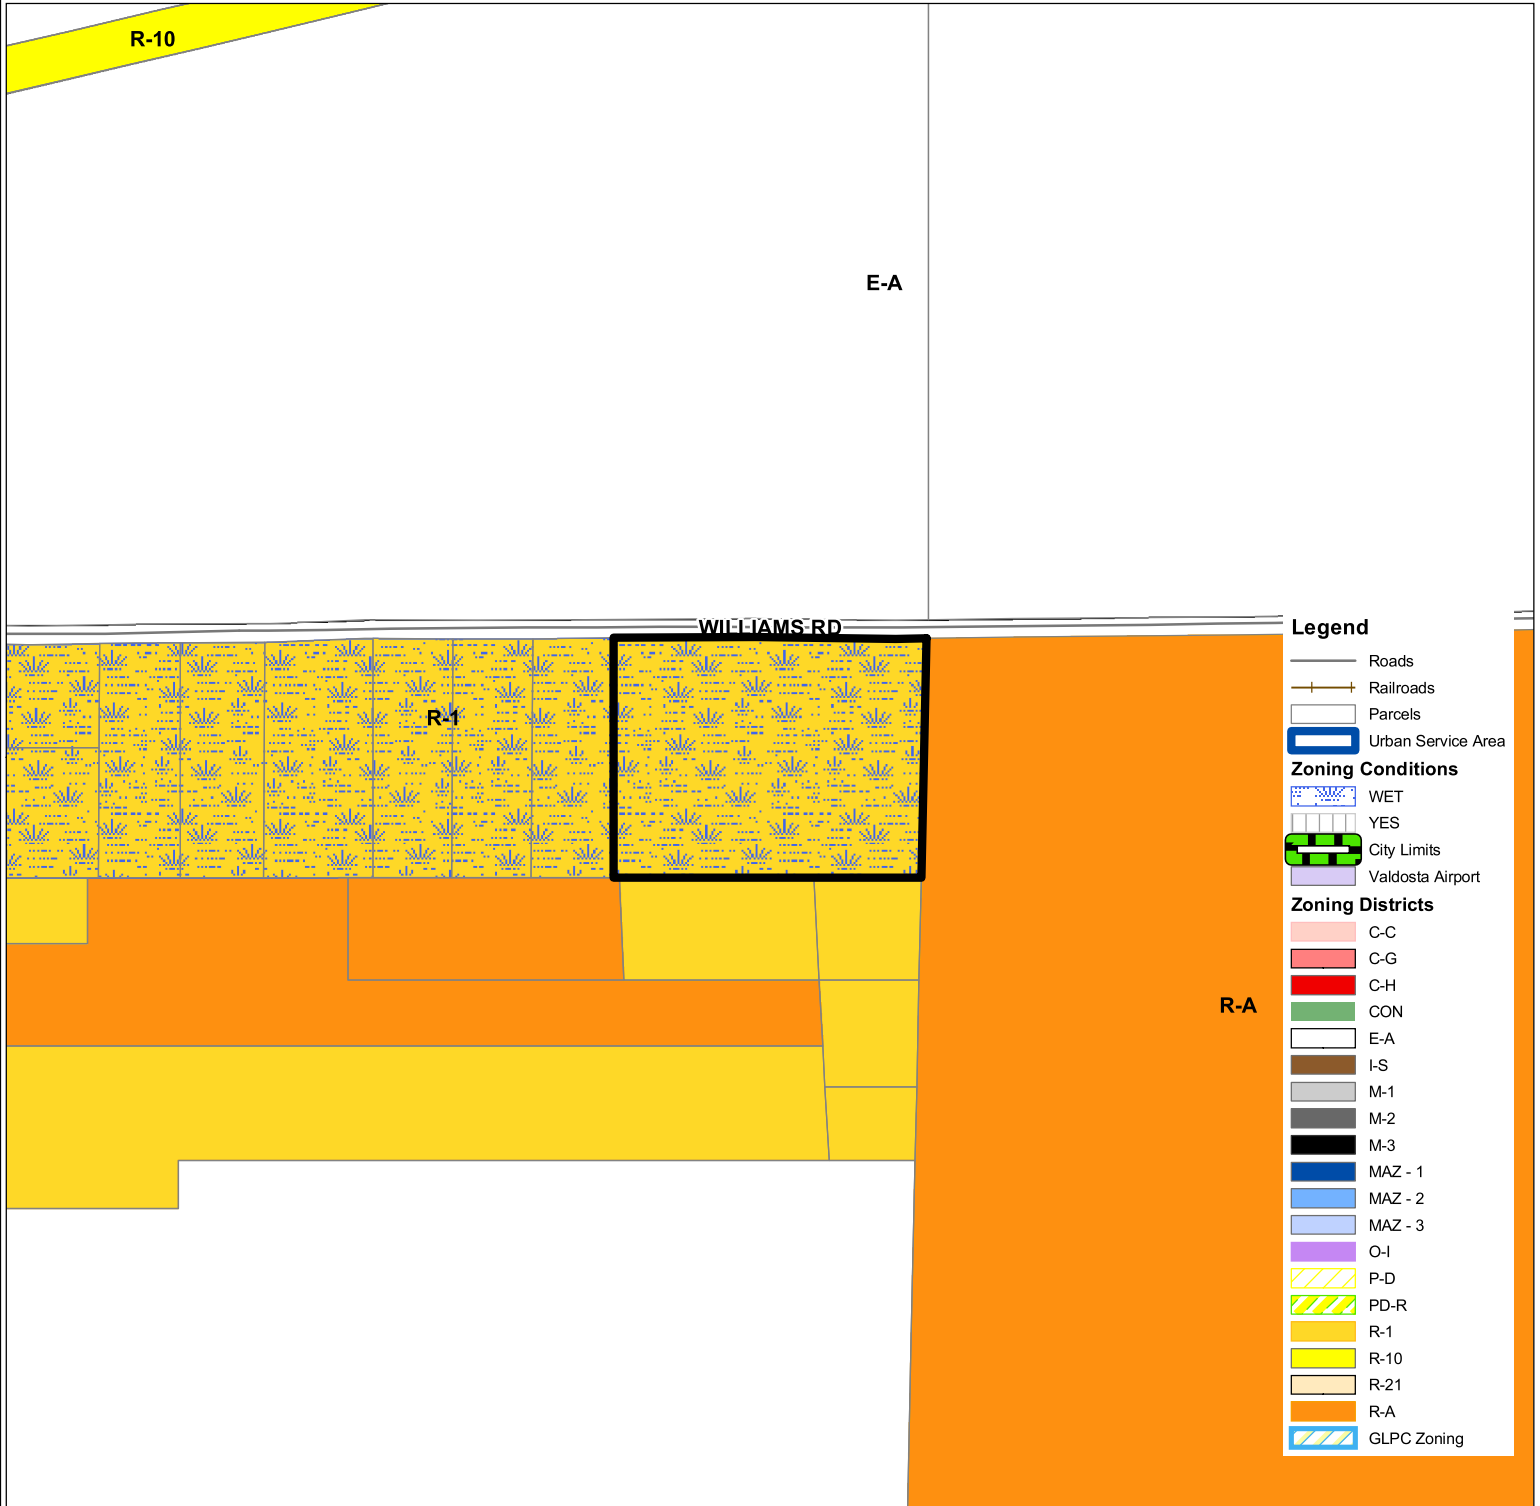 R-10
E-A
WILLIAMS RD
R-1
R-A
Legend
Roads
Railroads
Parcels
Urban Service Area
Zoning Conditions
WET
YES
City Limits
Valdosta Airport
Zoning Districts
C-C
C-G
C-H
CON
E-A
I-S
M-1
M-2
M-3
MAZ - 1
MAZ - 2
MAZ - 3
O-I
P-D
PD-R
R-1
R-10
R-21
R-A
GLPC Zoning